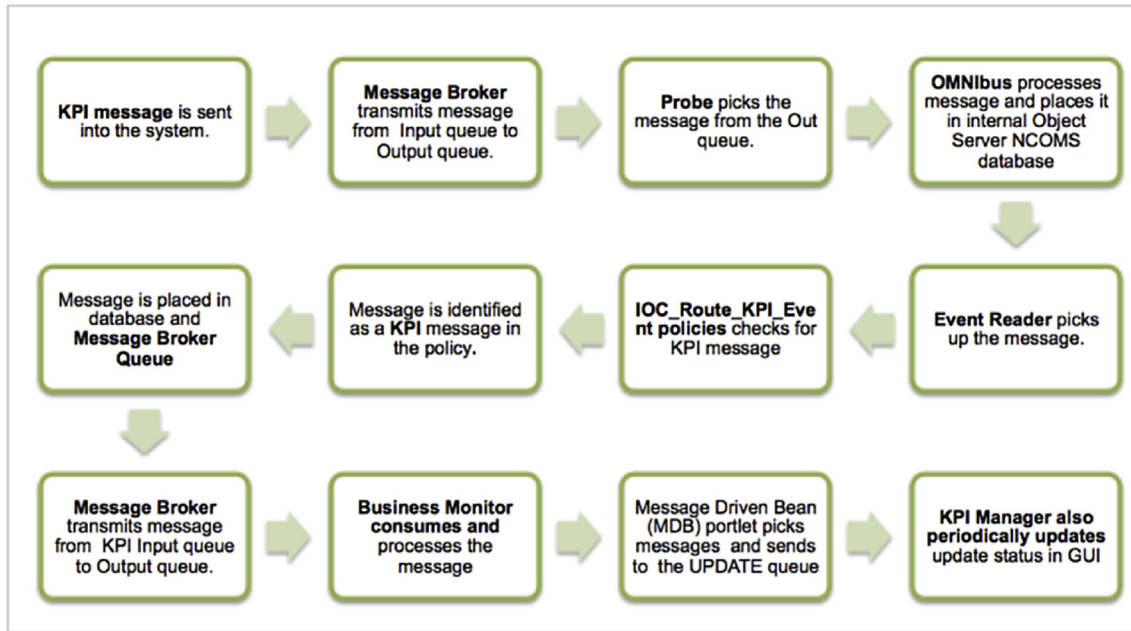 KPI message is sent
into the system.
Message Broker
transmits message
from Input queue to
Output queue.
Probe picks the
message from the Out
queue.
OMNIbus processes
message and places it
in internal Object
Server NCOMS
database
Event Reader picks
up the message.
IOC_Route_KPI_Eve
nt policies checks for
KPI message
Message is identified
as a KPI message in
the policy.
Message is placed in
database and
Message Broker
Queue
Message Broker
transmits message
from KPI Input queue
to Output queue.
Business Monitor
consumes and
processes the
message
Message Driven Bean
(MDB) portlet picks
messages and sends
to the UPDATE queue
KPI Manager also
periodically updates
update status in GUI